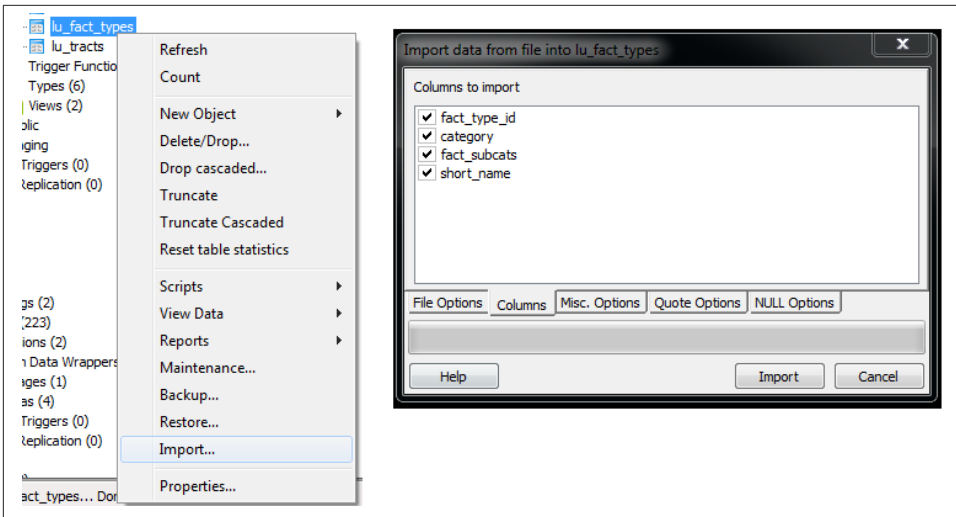 lu_fact_types
lu_tracts
Trigger Functio
Types (6)
Views (2)
Triggers (0)
Replication (0)
gs (2)
(223)
ions (2)
Data Wrappers
ages (1)
as (4)
Triggers (0)
Replication (0)
act_types... Don
Refresh
Count
New Object
Delete/Drop...
Drop cascaded...
Truncate
Truncate Cascaded
Reset table statistics
Scripts
View Data
Reports
Maintenance...
Backup...
Restore...
Import...
Properties...
Import data from file into lu_fact_types
x
Columns to import
fact_type_id
category
fact_subcats
short_name
File Options Columns Misc. Options Quote Options NULL Options
Help Import Cancel